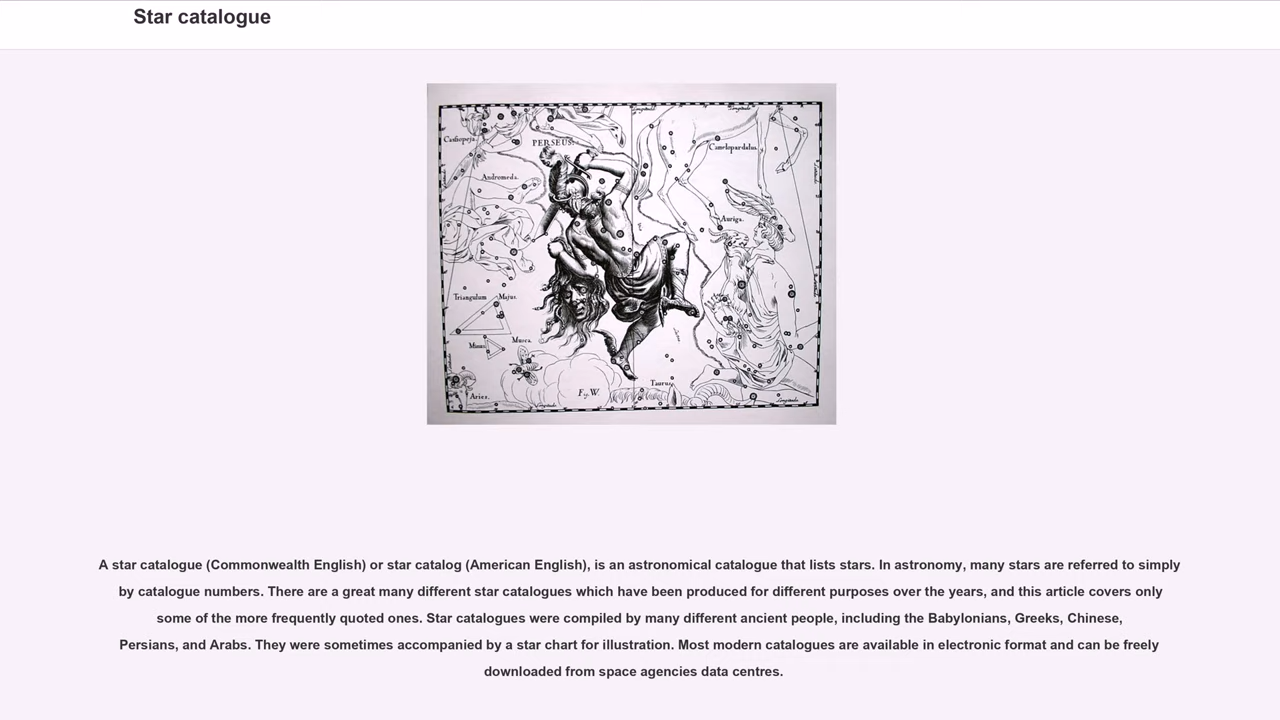 Star catalogue
Longitudo
Longitudo
Cassiopeja.
PERSEUS.
Camelopardalus.
Andromeda.
Auriga.
Triangulum Majus.
Minus.
Musca.
Taurus.
Aries.
Fig. W.
Longitudo
Longitudo
A star catalogue (Commonwealth English) or star catalog (American English), is an astronomical catalogue that lists stars. In astronomy, many stars are referred to simply
by catalogue numbers. There are a great many different star catalogues which have been produced for different purposes over the years, and this article covers only
some of the more frequently quoted ones. Star catalogues were compiled by many different ancient people, including the Babylonians, Greeks, Chinese,
Persians, and Arabs. They were sometimes accompanied by a star chart for illustration. Most modern catalogues are available in electronic format and can be freely
downloaded from space agencies data centres.